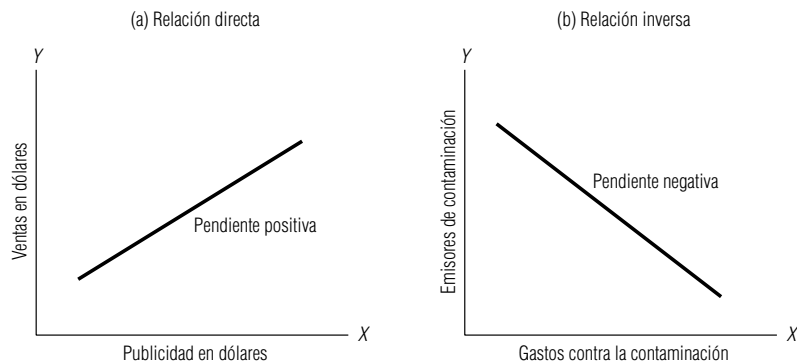 (a) Relación directa
Y
Ventas en dólares
Pendiente positiva
X
Publicidad en dólares
(b) Relación inversa
Y
Emisores de contaminación
Pendiente negativa
X
Gastos contra la contaminación